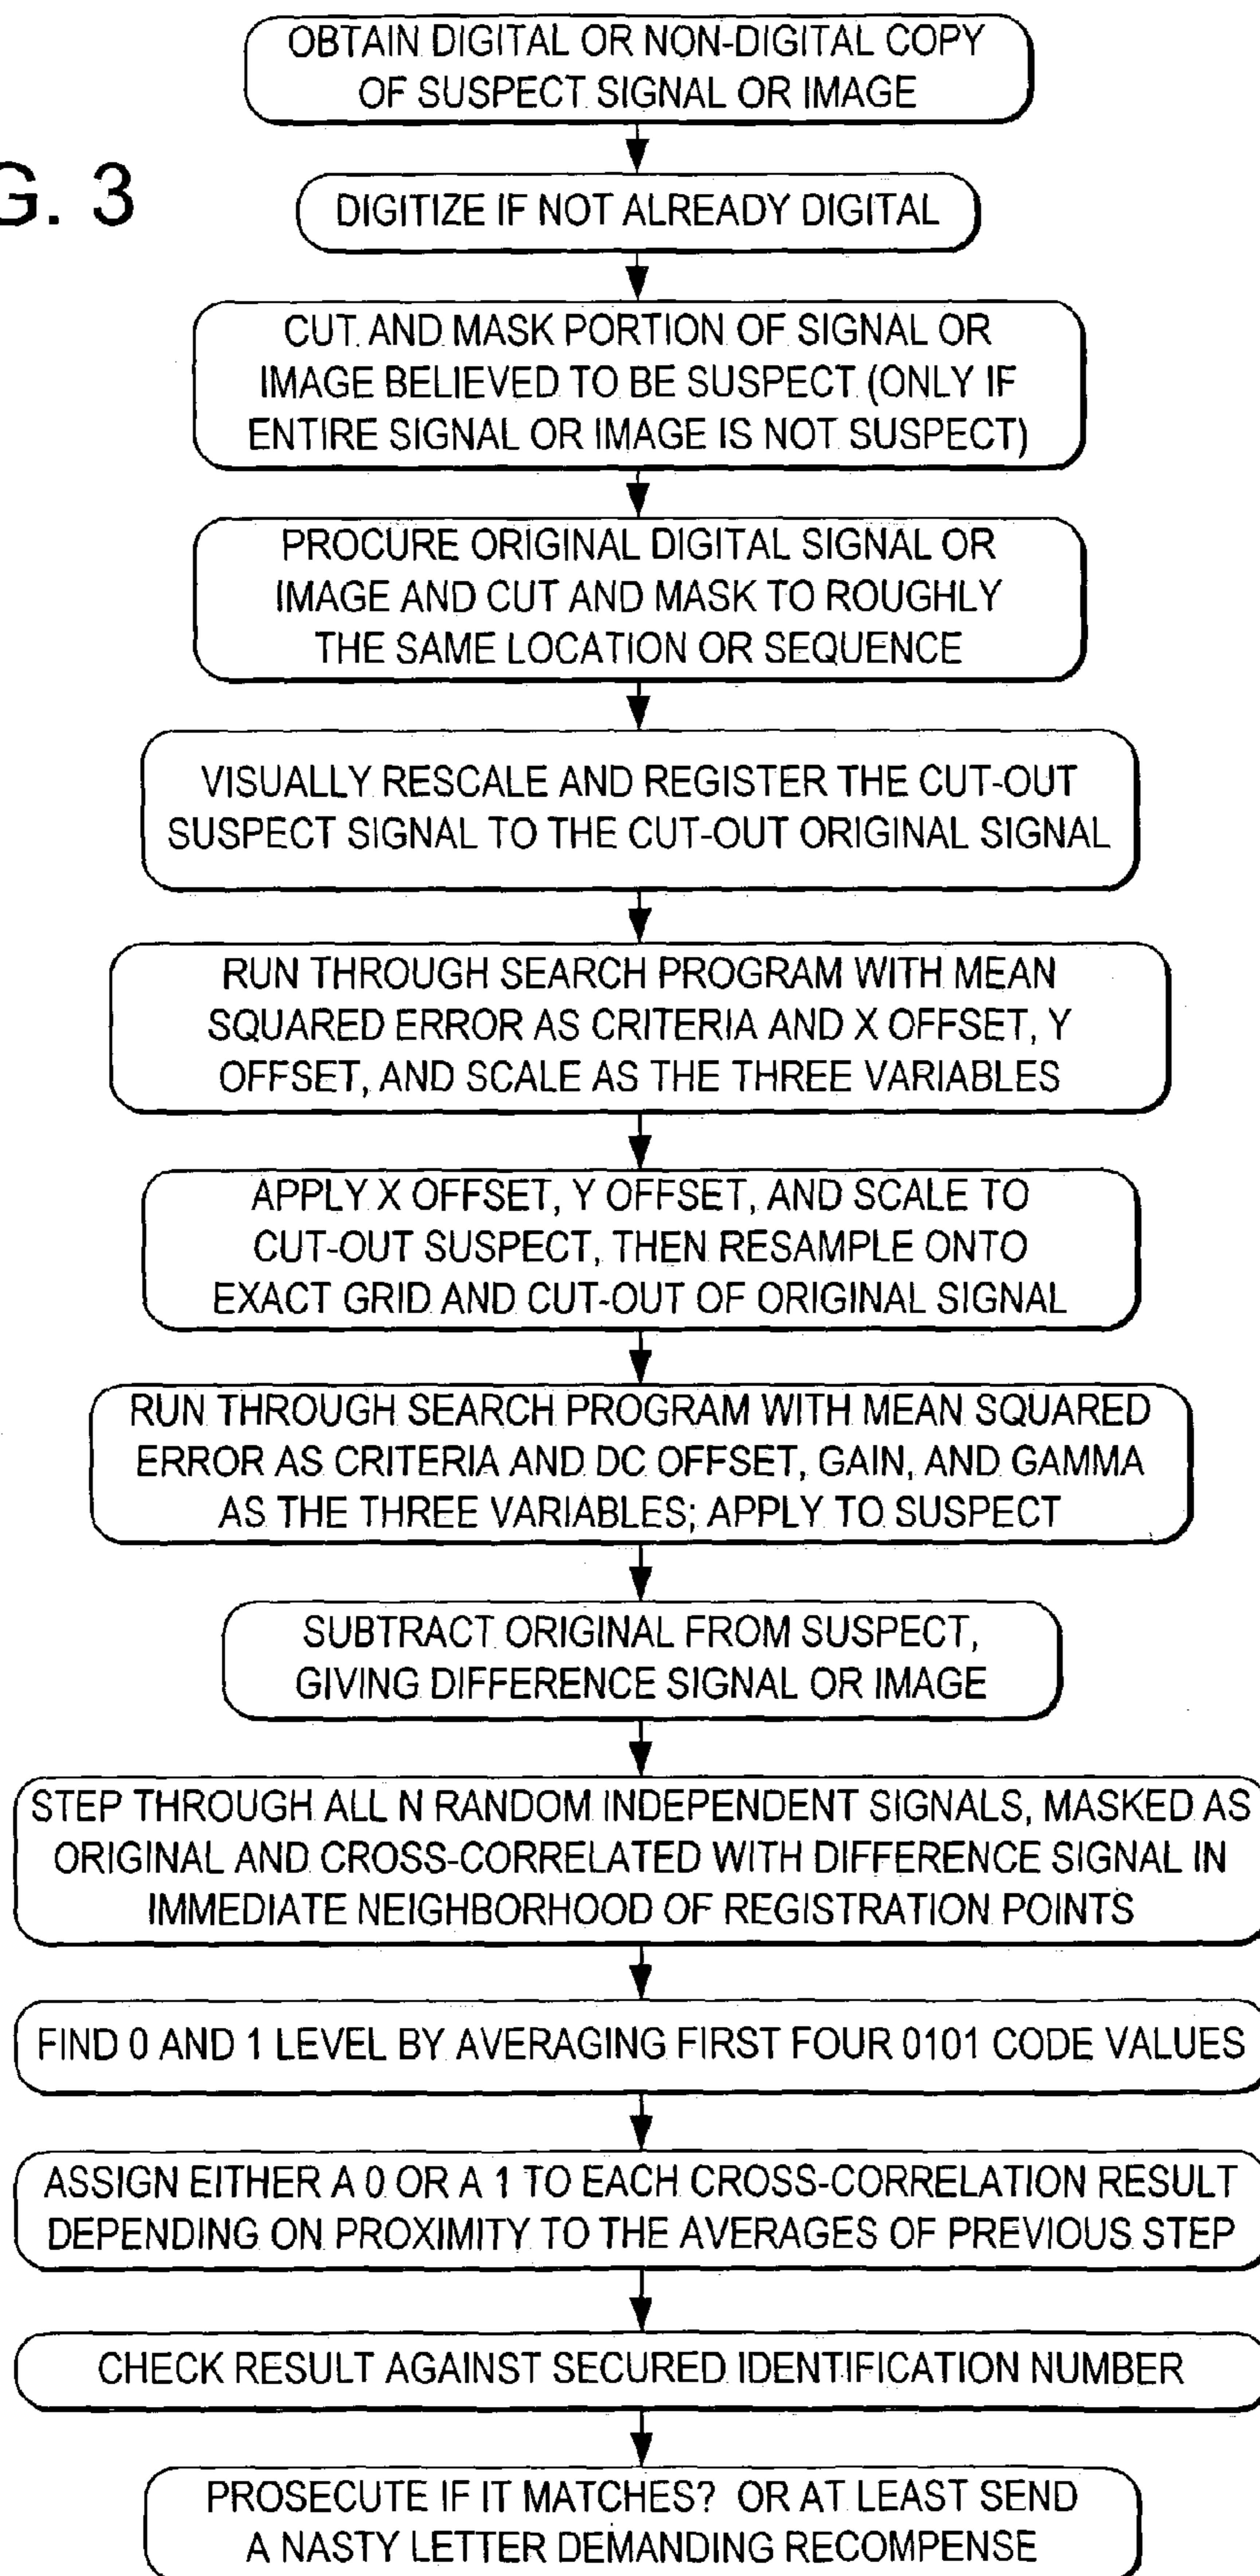 OBTAIN DIGITAL OR NON-DIGITAL COPY
OF SUSPECT SIGNAL OR IMAGE
G. 3
DIGITIZE IF NOT ALREADY DIGITAL
CUT AND MASK PORTION OF SIGNAL OR
IMAGE BELIEVED TO BE SUSPECT (ONLY IF
ENTIRE SIGNAL OR IMAGE IS NOT SUSPECT)
PROCURE ORIGINAL DIGITAL SIGNAL OR
IMAGE AND CUT AND MASK TO ROUGHLY
THE SAME LOCATION OR SEQUENCE
VISUALLY RESCALE AND REGISTER THE CUT-OUT
SUSPECT SIGNAL TO THE CUT-OUT ORIGINAL SIGNAL
RUN THROUGH SEARCH PROGRAM WITH MEAN
SQUARED ERROR AS CRITERIA AND X OFFSET, Y
OFFSET, AND SCALE AS THE THREE VARIABLES
APPLY X OFFSET, Y OFFSET, AND SCALE TO
CUT-OUT SUSPECT, THEN RESAMPLE ONTO
EXACT GRID AND CUT-OUT OF ORIGINAL SIGNAL
RUN THROUGH SEARCH PROGRAM WITH MEAN SQUARED
ERROR AS CRITERIA AND DC OFFSET, GAIN, AND GAMMA
AS THE THREE VARIABLES; APPLY TO SUSPECT
SUBTRACT ORIGINAL FROM SUSPECT,
GIVING DIFFERENCE SIGNAL OR IMAGE
STEP THROUGH ALL N RANDOM INDEPENDENT SIGNALS, MASKED AS
ORIGINAL AND CROSS-CORRELATED WITH DIFFERENCE SIGNAL IN
IMMEDIATE NEIGHBORHOOD OF REGISTRATION POINTS
FIND 0 AND 1 LEVEL BY AVERAGING FIRST FOUR 0101 CODE VALUES
ASSIGN EITHER A 0 OR A 1 TO EACH CROSS-CORRELATION RESULT
DEPENDING ON PROXIMITY TO THE AVERAGES OF PREVIOUS STEP
CHECK RESULT AGAINST SECURED IDENTIFICATION NUMBER
PROSECUTE IF IT MATCHES? OR AT LEAST SEND
A NASTY LETTER DEMANDING RECOMPENSE